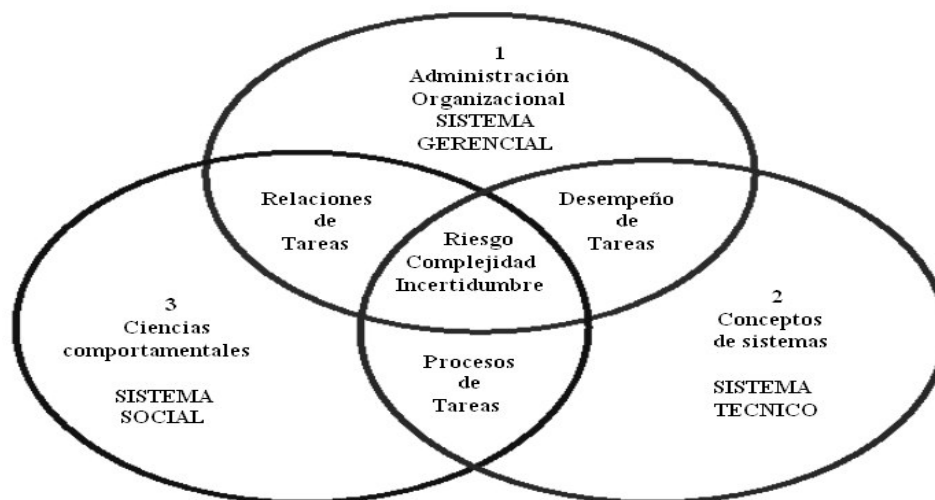 1
Administración
Organizacional
SISTEMA
GERENCIAL
Relaciones
de
Tareas
Desempeño
de
Tareas
Riesgo
Complejidad
Incertidumbre
3
Ciencias
comportamentales
SISTEMA
SOCIAL
2
Conceptos
de sistemas
SISTEMA
TECNICO
Procesos
de
Tareas